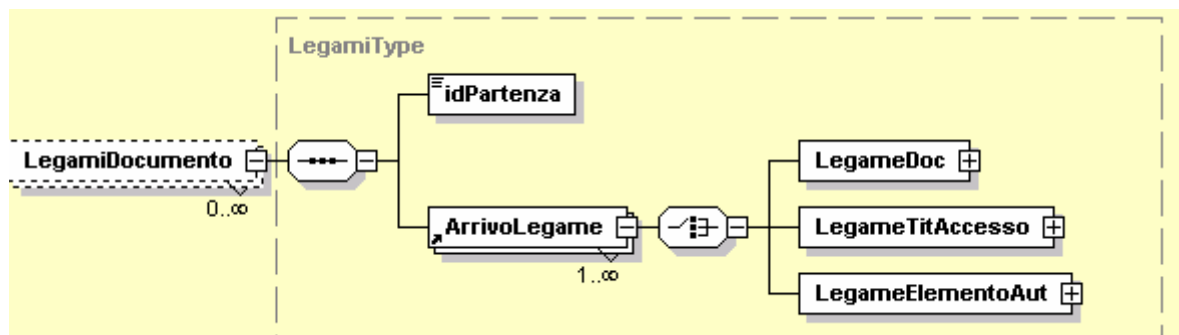 LegamiType
idPartenza
LegamiDocumento
0..∞
ArrivoLegame
1..∞
LegameDoc
LegameTitAccesso
LegameElementoAut